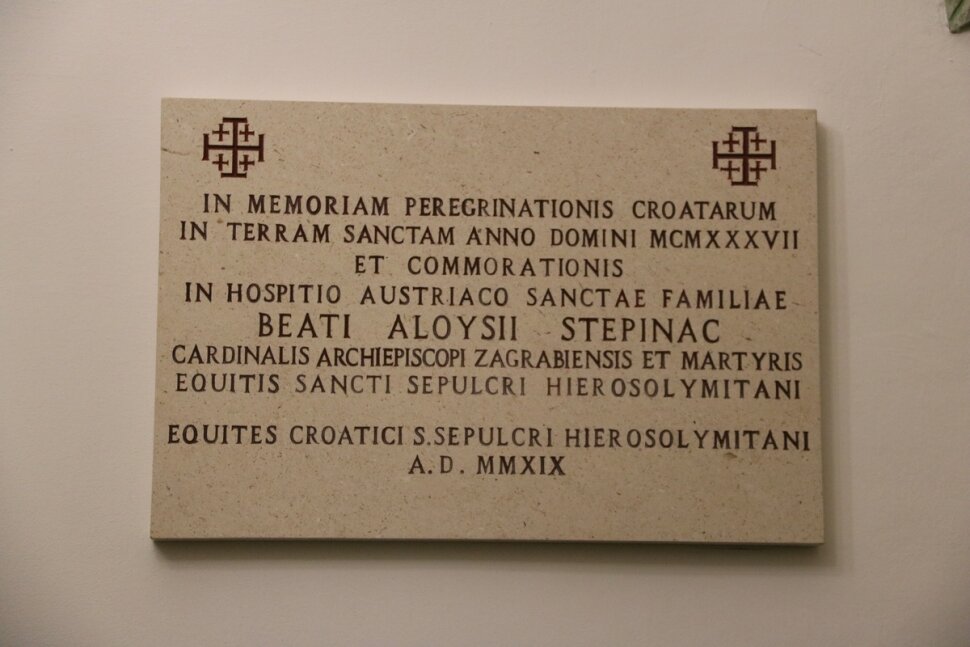 IN MEMORIAM PEREGRINATIONIS CROATARUM
IN TERRAM SANCTAM ANNO DOMINI MCMXXXVII
ET COMMORATIONIS
IN HOSPITIO AUSTRIACO SANCTAE FAMILIAE
BEATI ALOYSII STEPINAC
CARDINALIS ARCHIEPISCOPI ZAGRABIENSIS ET MARTYRIS
EQUITIS SANCTI SEPULCRI HIEROSOLYMITANI
EQUITES CROATICI S.SEPULCRI HIEROSOLYMITANI
A.D. MMXIX